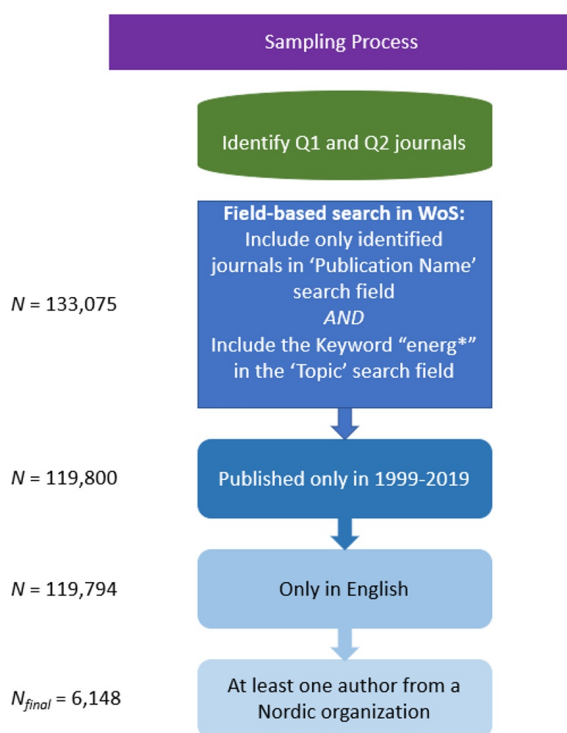 Sampling Process
Identify Q1 and Q2 journals
Field-based search in WoS:
Include only identified
journals in ‘Publication Name’
search field
AND
Include the Keyword “energ*”
in the ‘Topic’ search field
N = 133,075
Published only in 1999-2019
N = 119,800
Only in English
N = 119,794
At least one author from a
Nordic organization
Nfinal = 6,148